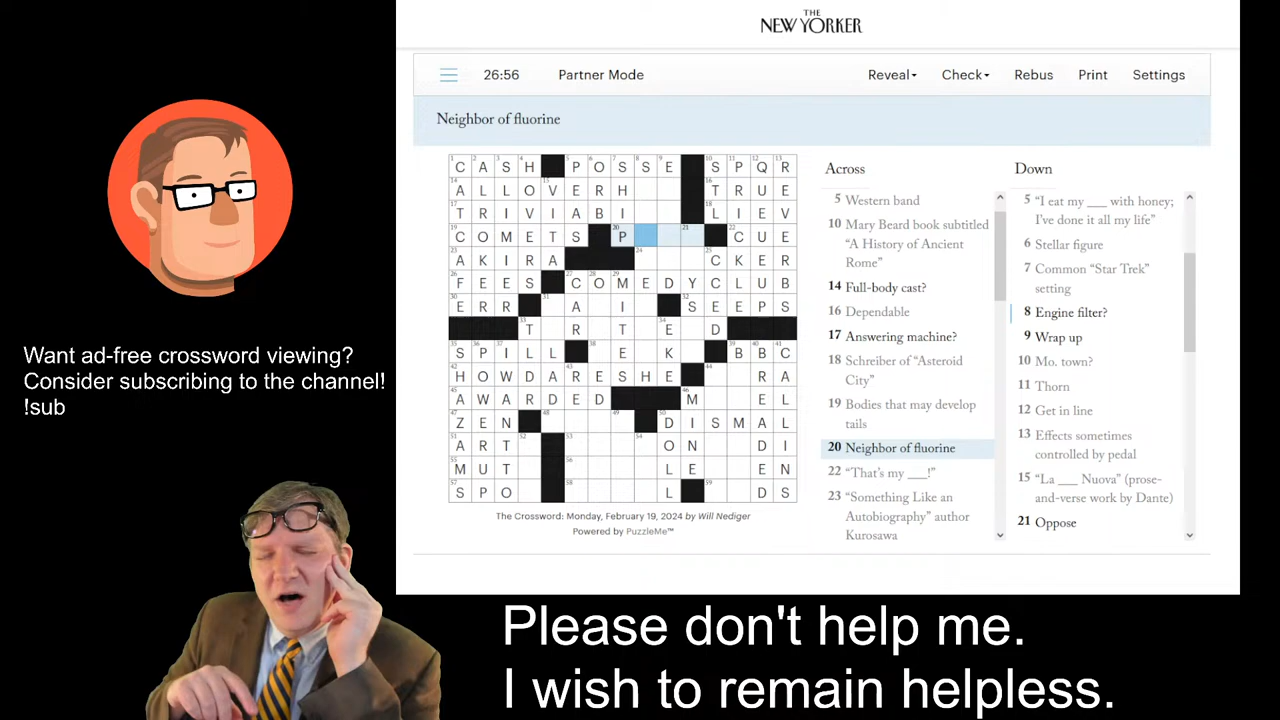 THE
NEW YORKER
26:56 Partner Mode Reveal Check Rebus Print Settings
Neighbor of fluorine
C A S H P O S S E S P Q R
A L L O V E R H T R U E
T R I V I A B I L I E V
C O M E T S P C U E
A K I R A C K E R
F E E S C O M E D Y C L U B
E R R A I S E E P S
T R T E D
S P I L L E K B B C
H O W D A R E S H E R A
A W A R D E D M E L
Z E N D I S M A L
A R T O N D I
M U T L E E N
S P O L D S
The Crossword: Monday, February 19, 2024 by Will Nediger
Powered by PuzzleMe™
Across
5 Western band
10 Mary Beard book subtitled
“A History of Ancient
Rome”
14 Full-body cast?
16 Dependable
17 Answering machine?
18 Schreiber of “Asteroid
City”
19 Bodies that may develop
tails
20 Neighbor of fluorine
22 “That’s my ___!”
23 “Something Like an
Autobiography” author
Kurosawa
Down
5 “I eat my ___ with honey;
I’ve done it all my life”
6 Stellar figure
7 Common “Star Trek”
setting
8 Engine filter?
9 Wrap up
10 Mo. town?
11 Thorn
12 Get in line
13 Effects sometimes
controlled by pedal
15 “La ___ Nuova” (prose-
and-verse work by Dante)
21 Oppose
Want ad-free crossword viewing?
Consider subscribing to the channel!
!sub
Please don't help me.
I wish to remain helpless.